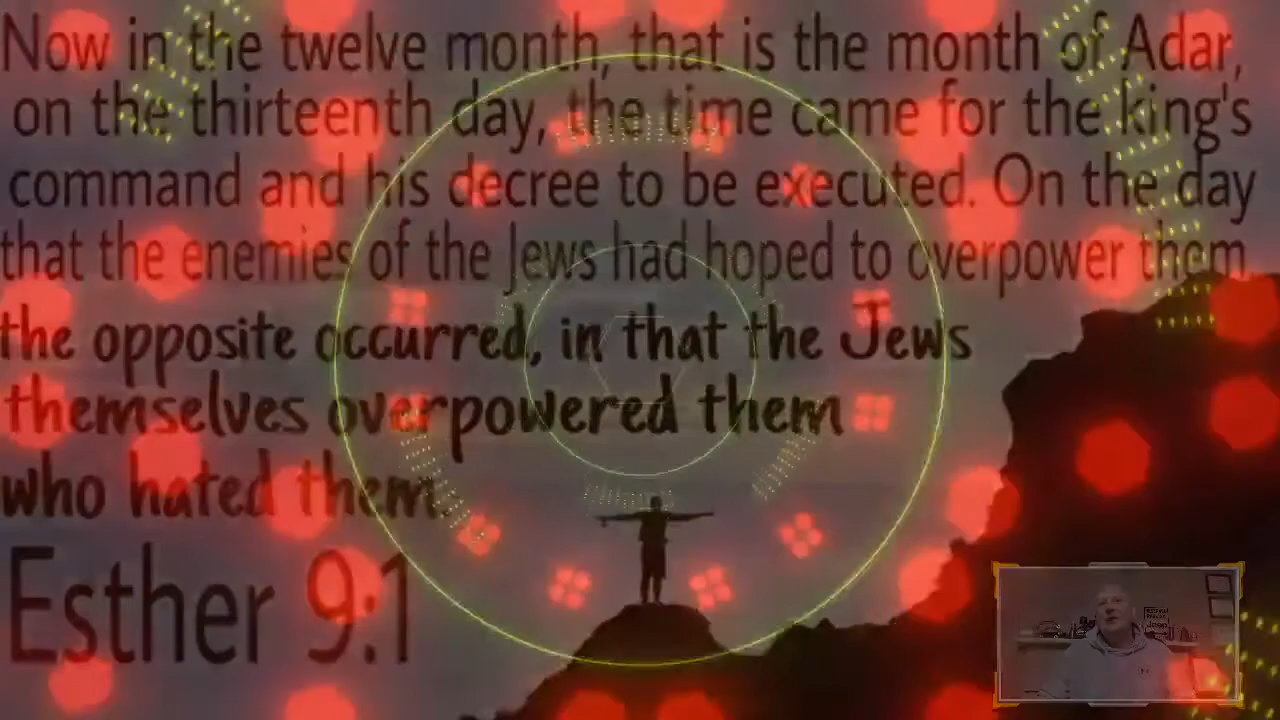 Now in the twelve month, that is the month of Adar,
on the thirteenth day, the time came for the king's
command and his decree to be executed. On the day
that the enemies of the Jews had hoped to overpower them
the opposite occurred, in that the Jews
themselves overpowered them
who hated them.
Esther 9:1